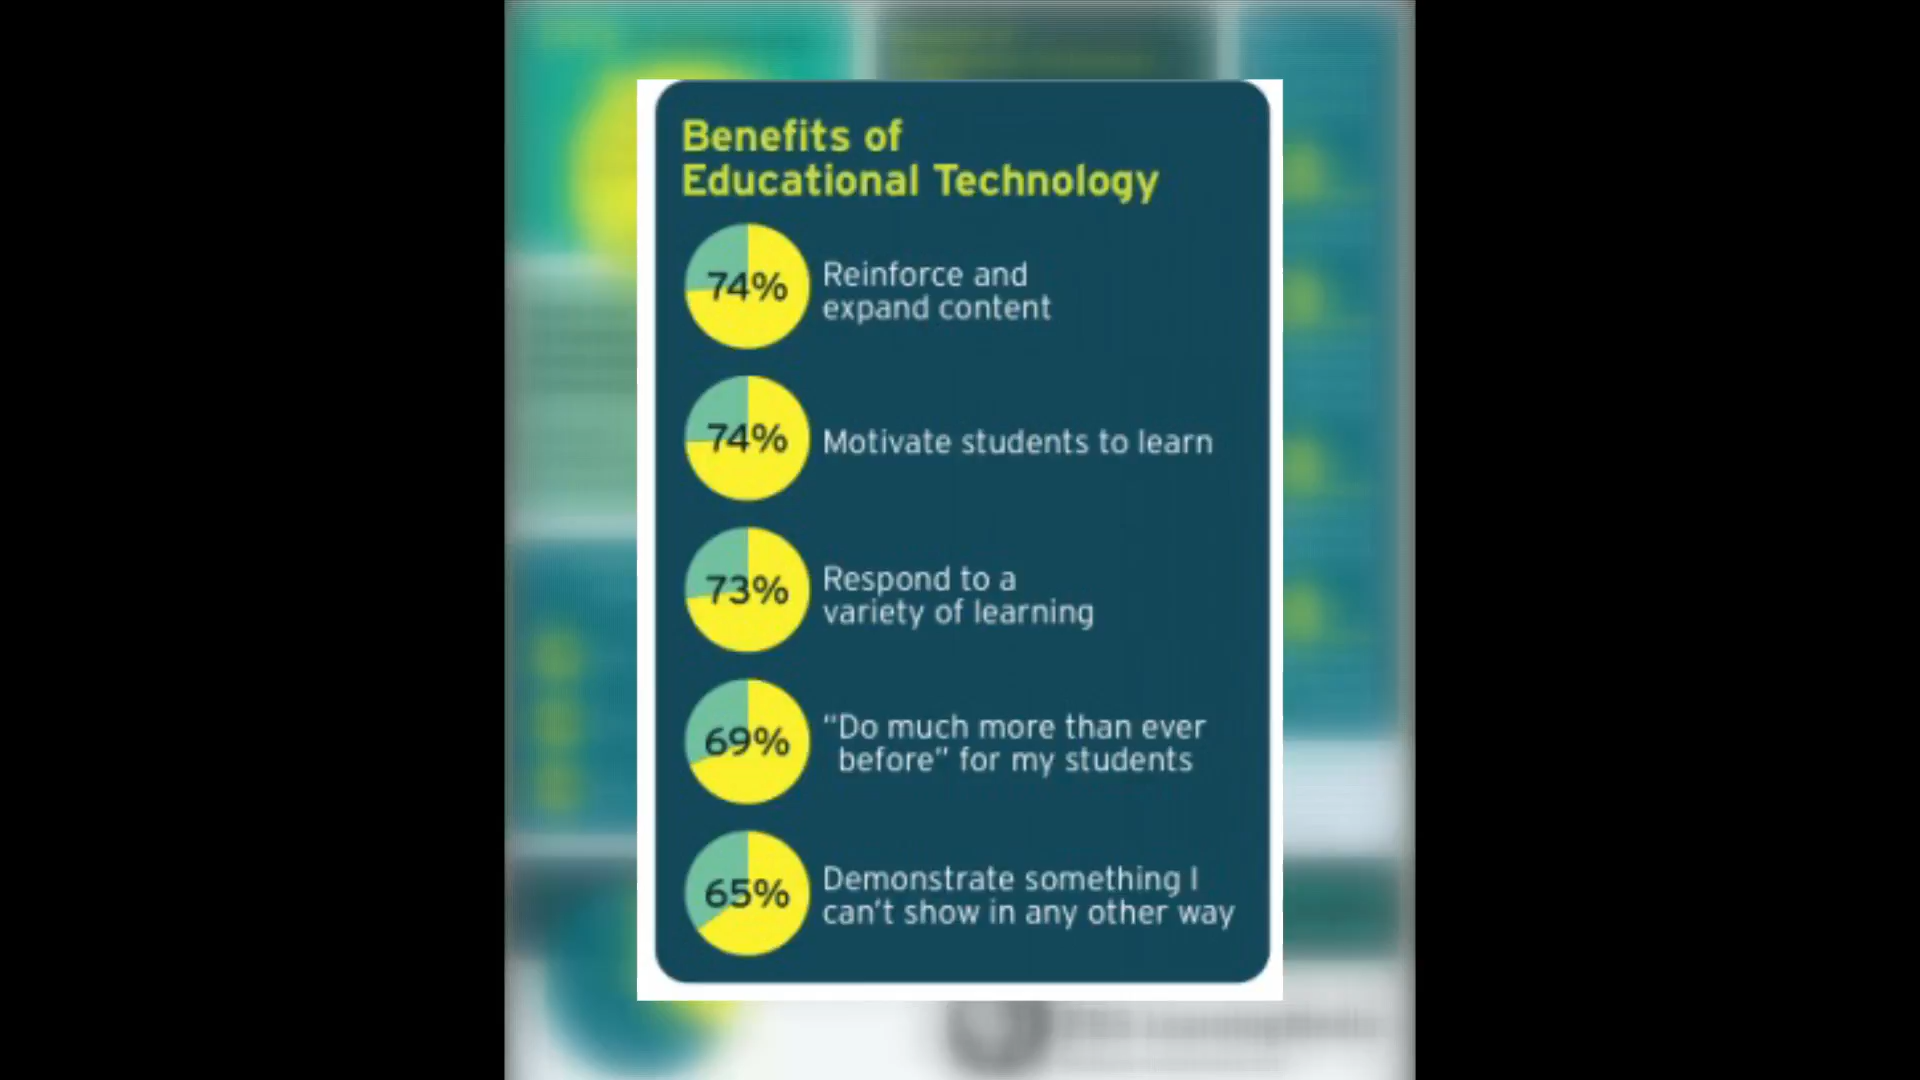 Benefits of
Educational Technology
74%
Reinforce and
expand content
74%
Motivate students to learn
73%
Respond to a
variety of learning
69%
“Do much more than ever
before” for my students
65%
Demonstrate something I
can't show in any other way